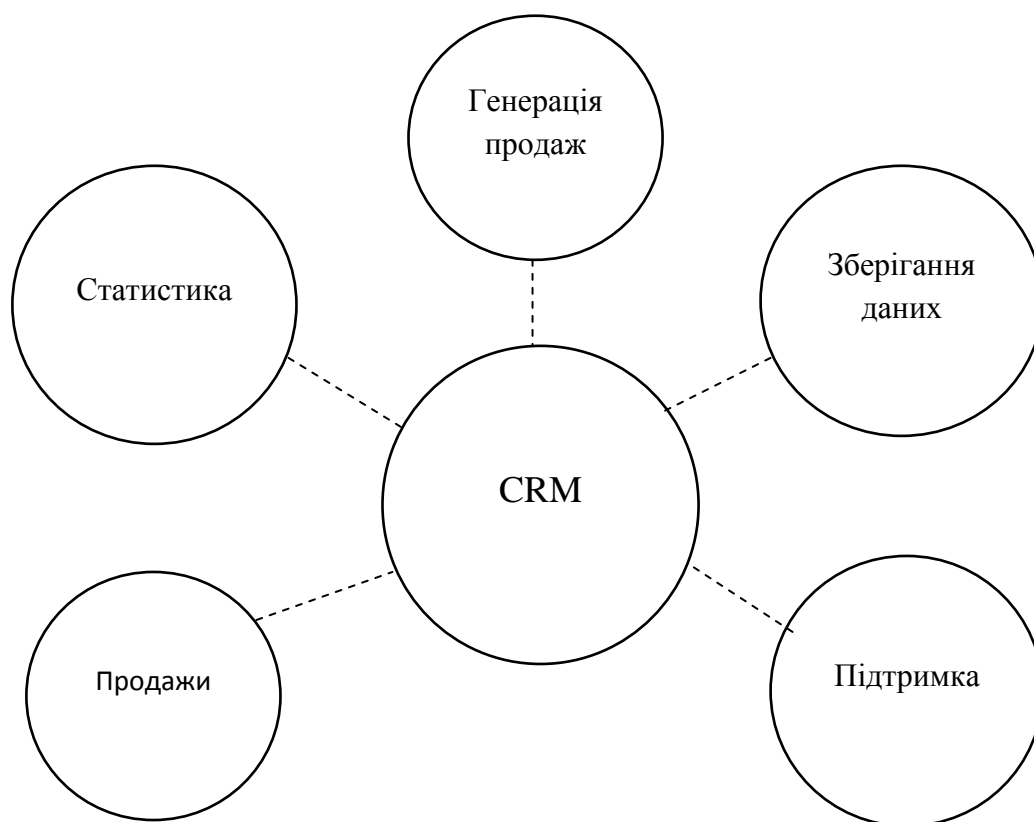 Генерація
продаж
Статистика
Зберігання
даних
CRM
Продажи
Підтримка